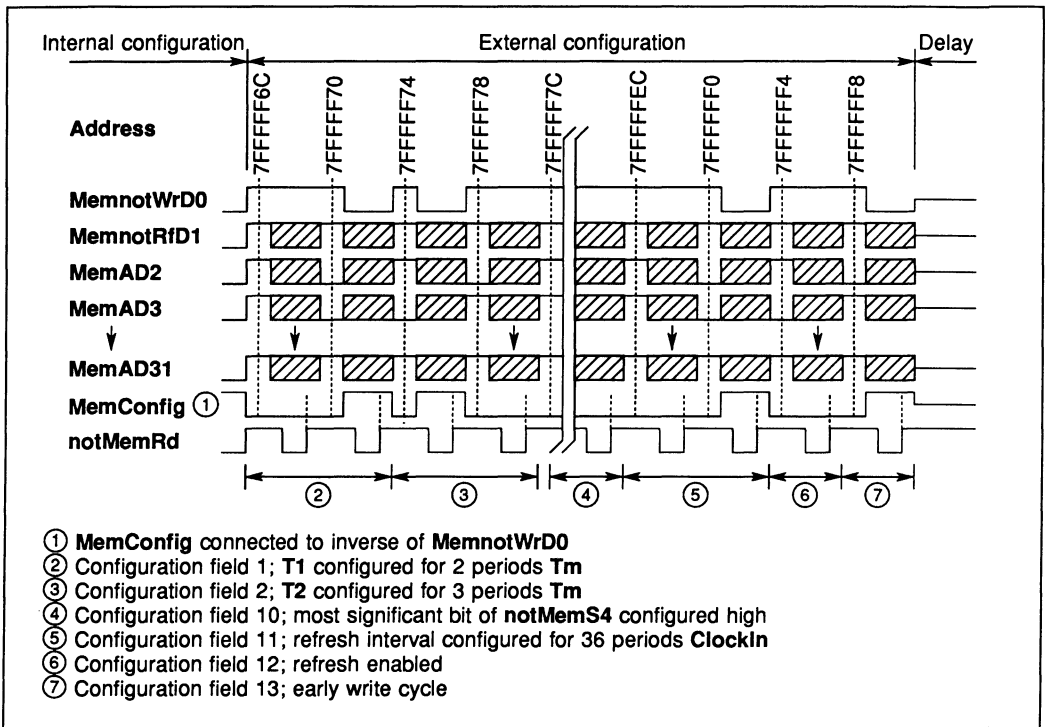 Internal configuration
External configuration
Delay
Address
7FFFFF6C
7FFFFF70
7FFFFF74
7FFFFF78
7FFFFF7C
7FFFFFEC
7FFFFFF0
7FFFFFF4
7FFFFFF8
MemnotWrD0
MemnotRfD1
MemAD2
MemAD3
MemAD31
MemConfig ①
notMemRd
② ③ ④ ⑤ ⑥ ⑦
① MemConfig connected to inverse of MemnotWrD0
② Configuration field 1; T1 configured for 2 periods Tm
③ Configuration field 2; T2 configured for 3 periods Tm
④ Configuration field 10; most significant bit of notMemS4 configured high
⑤ Configuration field 11; refresh interval configured for 36 periods ClockIn
⑥ Configuration field 12; refresh enabled
⑦ Configuration field 13; early write cycle